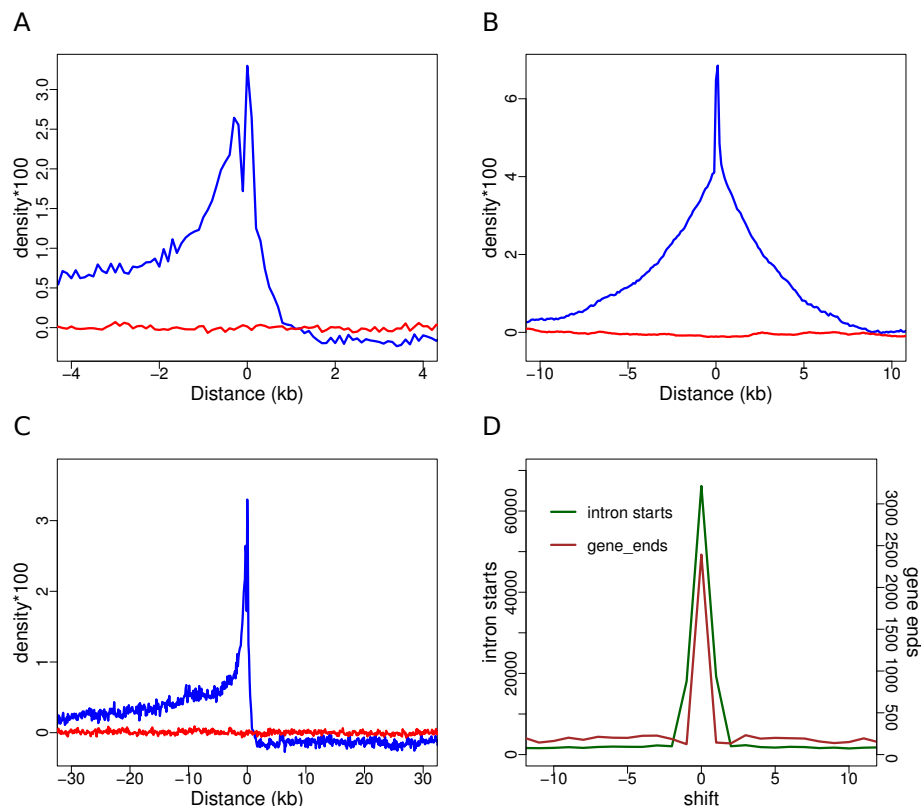 A
density*100
0.0 0.5 1.0 1.5 2.0 2.5 3.0
−4 −2 0 2 4
Distance (kb)
B
density*100
0 2 4 6
−10 −5 0 5 10
Distance (kb)
C
density*100
0 1 2 3
−30 −20 −10 0 10 20 30
Distance (kb)
D
intron starts
0 20000 40000 60000
intron starts
gene_ends
gene ends
0 500 1000 1500 2000 2500 3000
−10 −5 0 5 10
shift